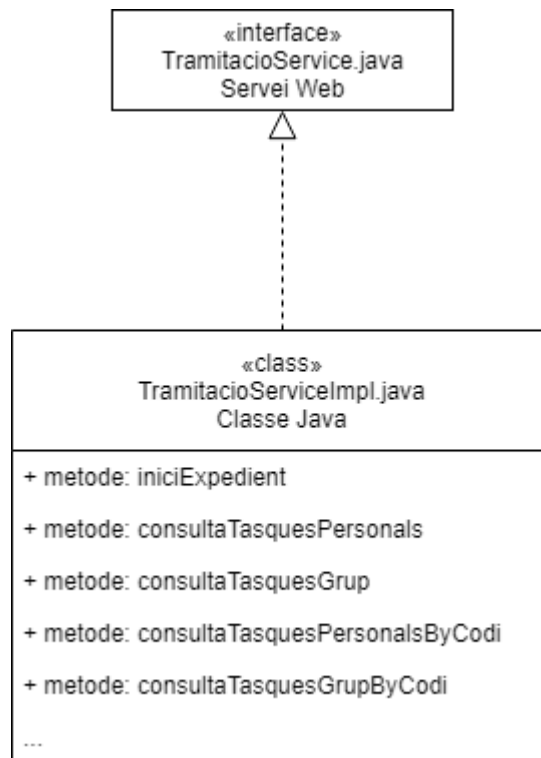 «interface»
TramitacioService.java
Servei Web
«class»
TramitacioServiceImpl.java
Classe Java
+ metode: iniciExpedient
+ metode: consultaTasquesPersonals
+ metode: consultaTasquesGrup
+ metode: consultaTasquesPersonalsByCodi
+ metode: consultaTasquesGrupByCodi
...